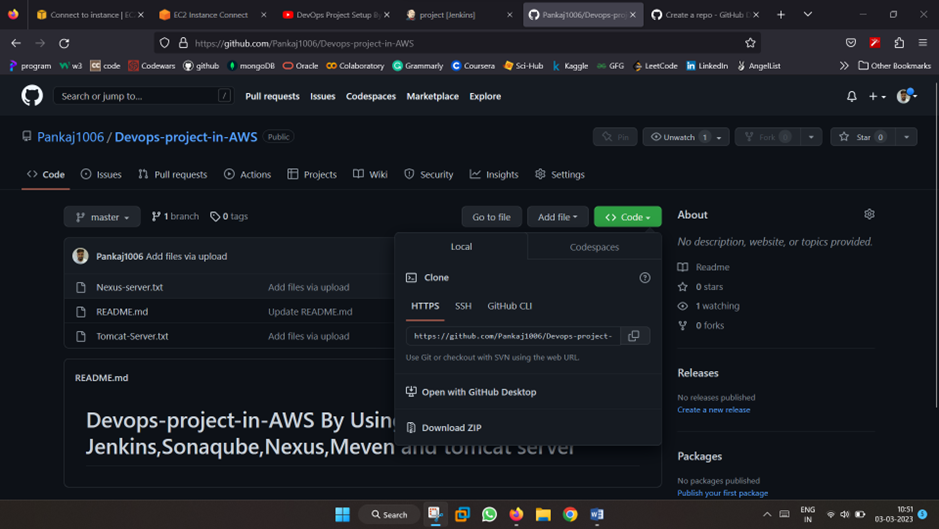 Connect to instance | EC
EC2 Instance Connect
DevOps Project Setup By
project [Jenkins]
Pankaj1006/Devops-proj
Create a repo - GitHub D
https://github.com/Pankaj1006/Devops-project-in-AWS
program w3 code Codewars github mongoDB Oracle Colaboratory Grammarly Coursera Sci-Hub Kaggle GFG LeetCode LinkedIn AngelList Other Bookmarks
Search or jump to... / Pull requests Issues Codespaces Marketplace Explore
Pankaj1006 / Devops-project-in-AWS Public Pin Unwatch 1 Fork 0 Star 0
Code Issues Pull requests Actions Projects Wiki Security Insights Settings
master 1 branch 0 tags Go to file Add file Code
Pankaj1006 Add files via upload
Nexus-server.txt Add files via upload
README.md Update README.md
Tomcat-Server.txt Add files via upload
README.md
Devops-project-in-AWS By Using
Jenkins,Sonaqube,Nexus,Meven and tomcat server
Local Codespaces
Clone
HTTPS SSH GitHub CLI
https://github.com/Pankaj1006/Devops-project-
Use Git or checkout with SVN using the web URL.
Open with GitHub Desktop
Download ZIP
About
No description, website, or topics provided.
Readme
0 stars
1 watching
0 forks
Releases
No releases published
Create a new release
Packages
No packages published
Publish your first package
Search
ENG
IN
10:51
03-03-2023